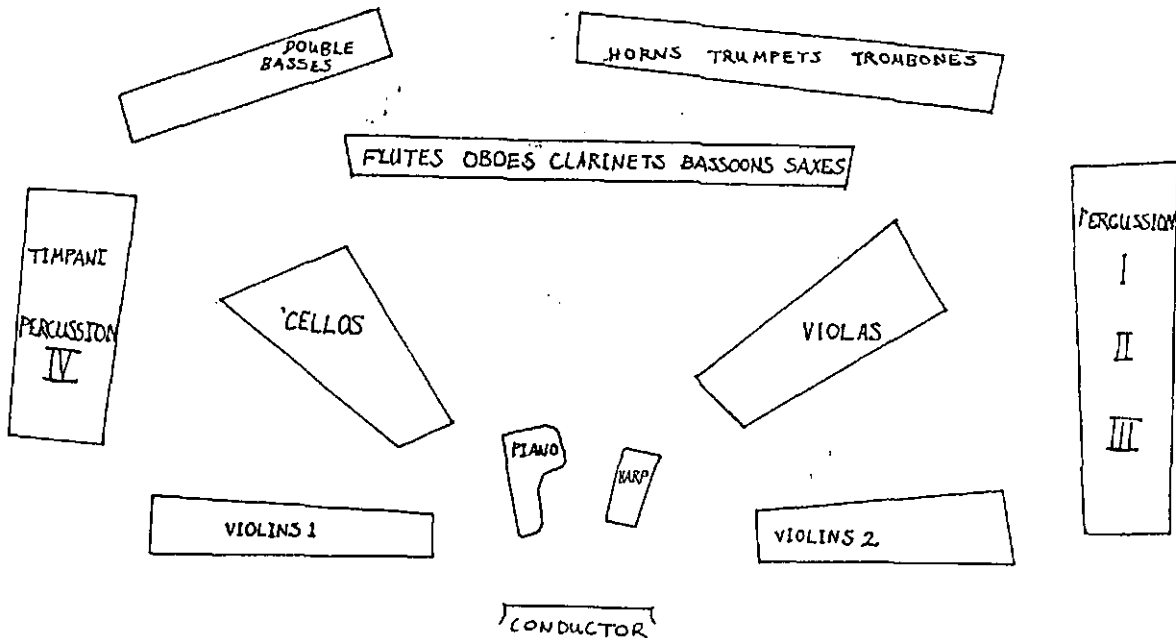 DOUBLE
BASSES
HORNS TRUMPETS TROMBONES
FLUTES OBOES CLARINETS BASSOONS SAXES
TIMPANI
PERCUSSION
IV
PERCUSSION
I
II
III
'CELLOS
VIOLAS
PIANO
HARP
VIOLINS 1
VIOLINS 2
CONDUCTOR